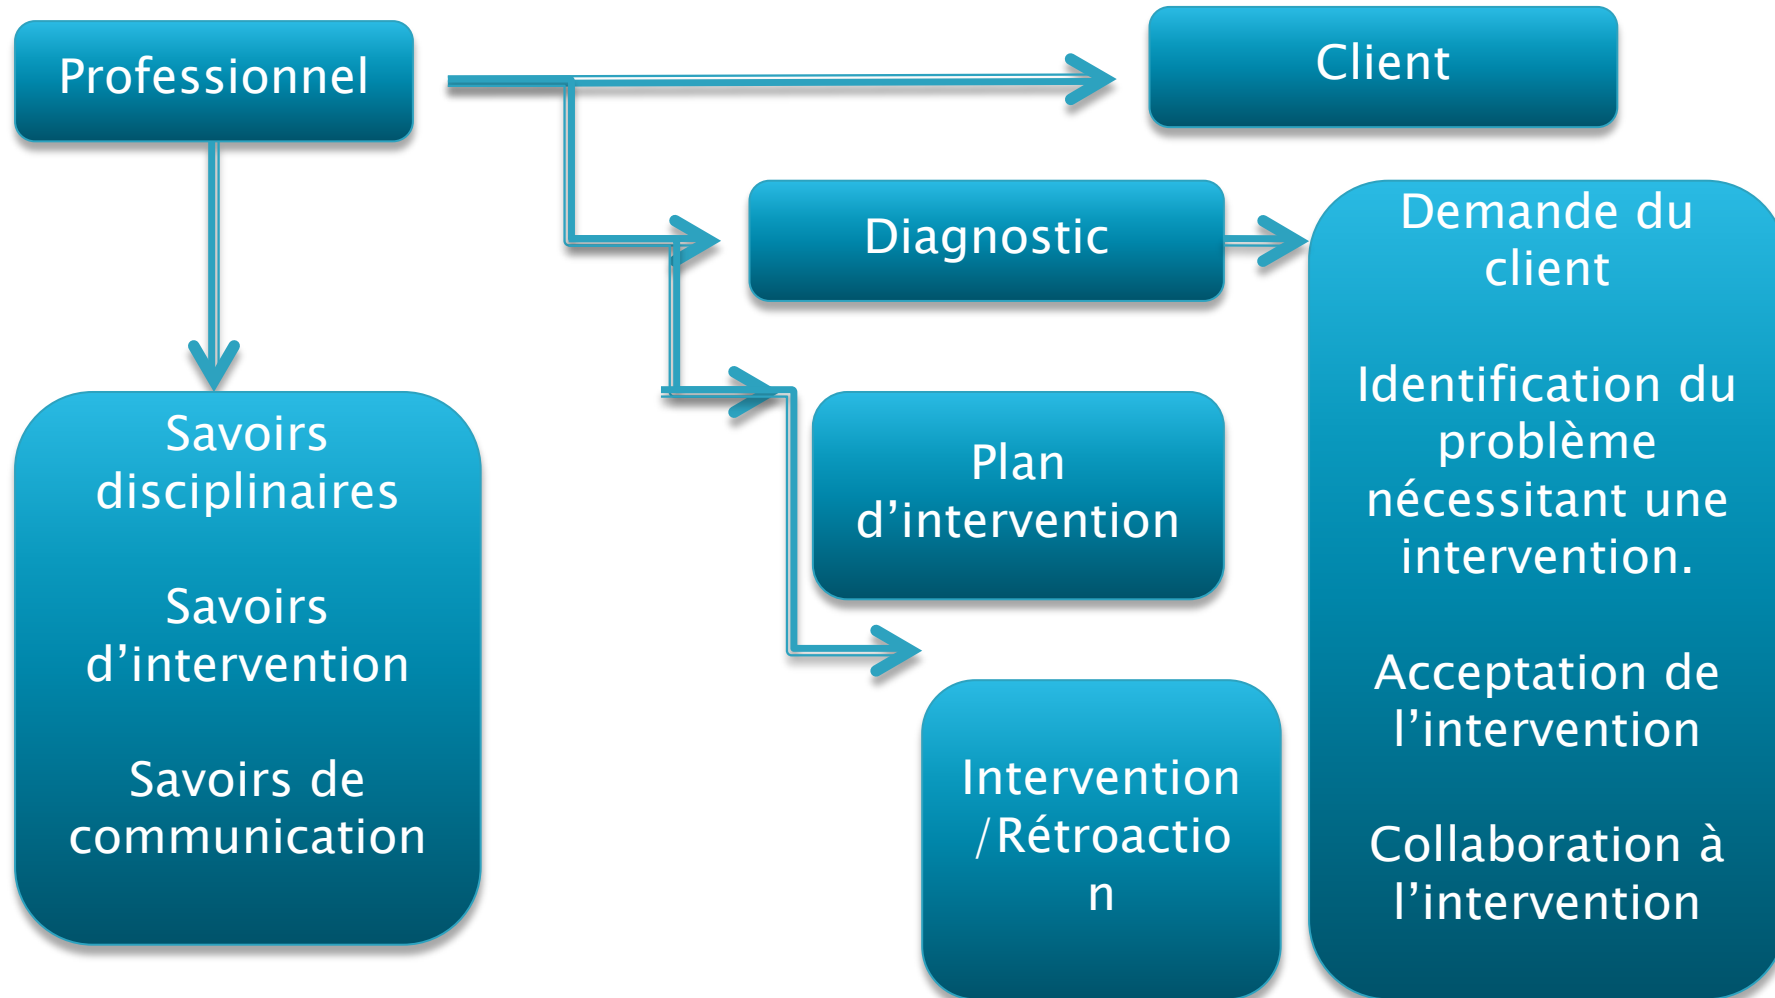 Professionnel
Client
Diagnostic
Demande du
client
Identification du
problème
nécessitant une
intervention.
Acceptation de
l’intervention
Collaboration à
l’intervention
Savoirs
disciplinaires
Savoirs
d’intervention
Savoirs de
communication
Plan
d’intervention
Intervention
/Rétroactio
n